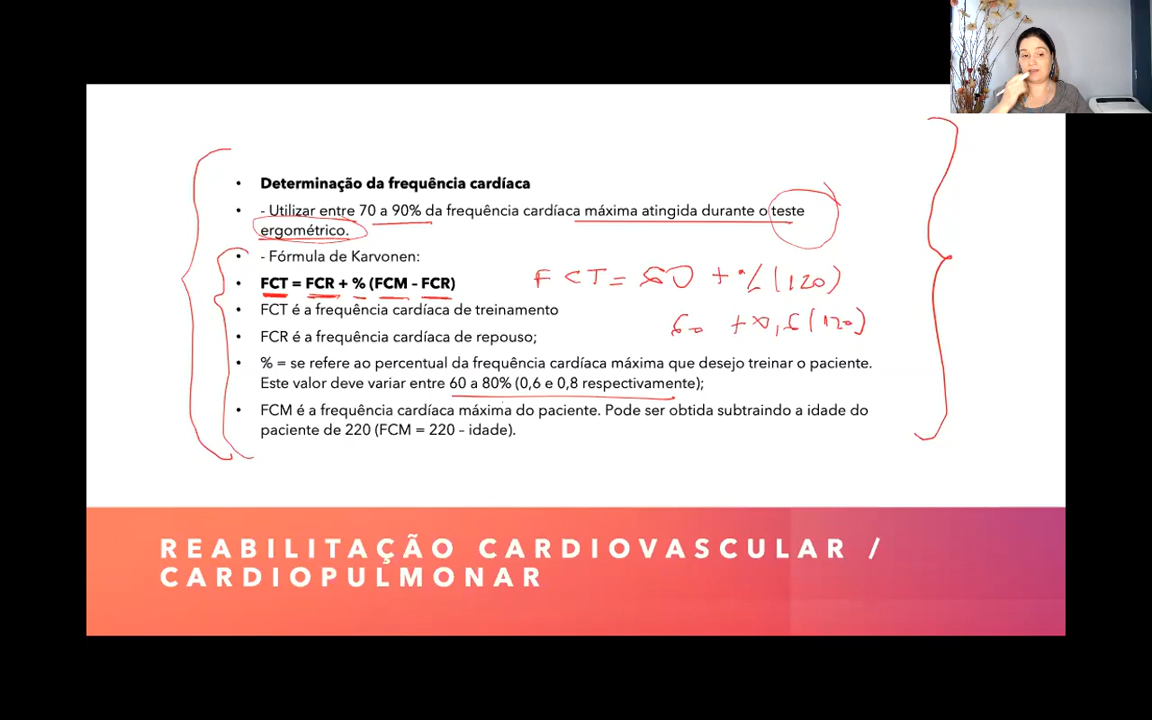 • Determinação da frequência cardíaca
• - Utilizar entre 70 a 90% da frequência cardíaca máxima atingida durante o teste
ergométrico.
• - Fórmula de Karvonen:
• FCT = FCR + % (FCM – FCR)
FCT = 60 + % (120)
• FCT é a frequência cardíaca de treinamento
60 + 0,6 (120)
• FCR é a frequência cardíaca de repouso;
• % = se refere ao percentual da frequência cardíaca máxima que desejo treinar o paciente.
Este valor deve variar entre 60 a 80% (0,6 e 0,8 respectivamente);
• FCM é a frequência cardíaca máxima do paciente. Pode ser obtida subtraindo a idade do
paciente de 220 (FCM = 220 – idade).
REABILITAÇÃO CARDIOVASCULAR /
CARDIOPULMONAR